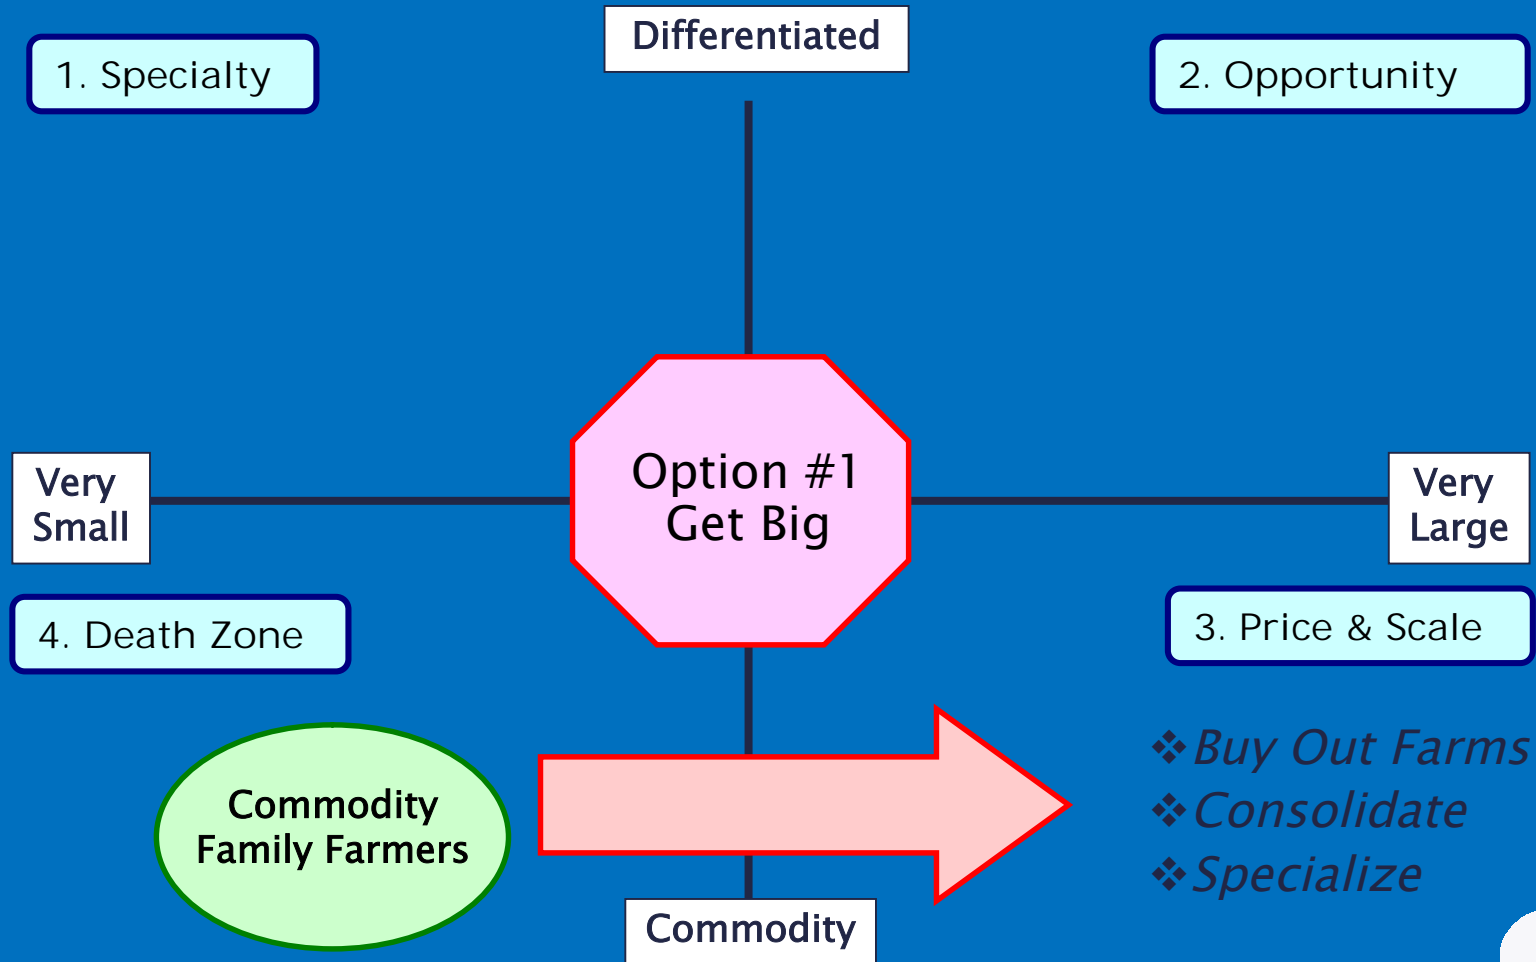 Differentiated
1. Specialty
2. Opportunity
Option #1
Get Big
Very
Small
Very
Large
4. Death Zone
3. Price & Scale
Commodity
Family Farmers
❖Buy Out Farms
❖Consolidate
❖Specialize
Commodity